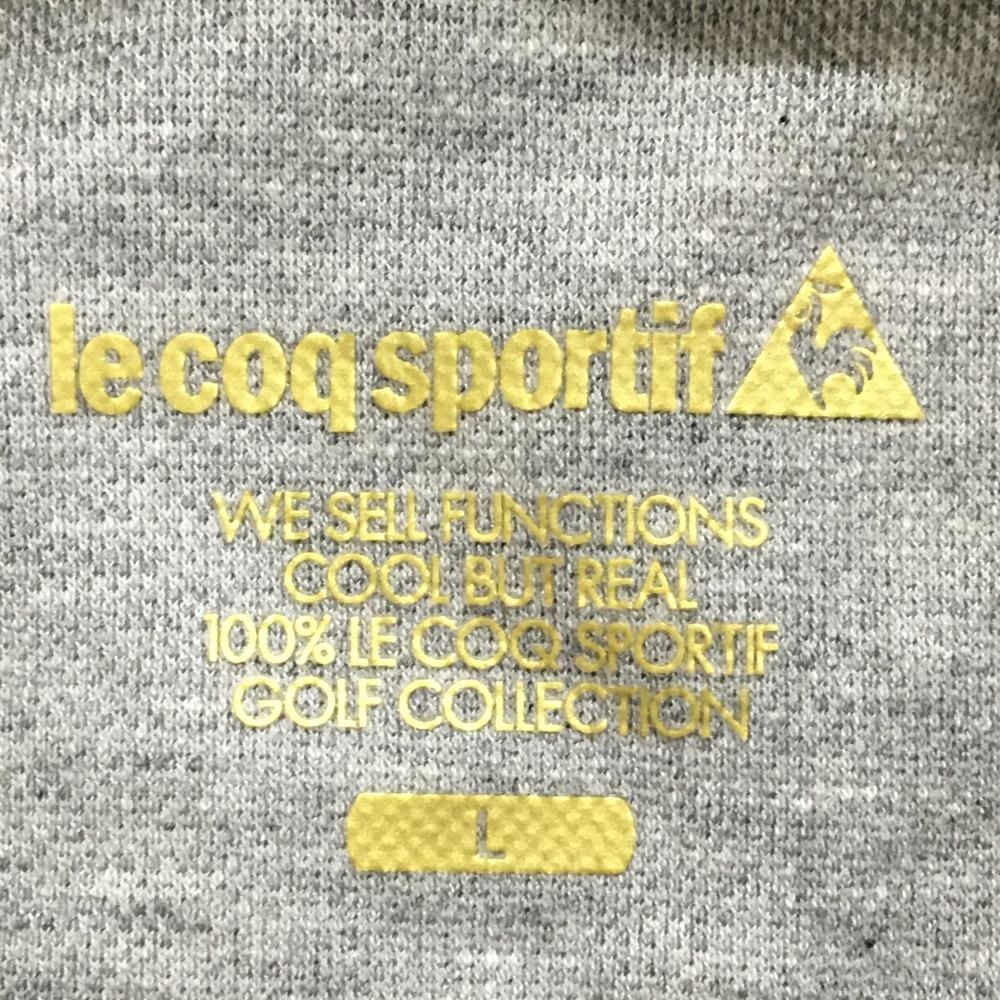 le coq sportif
WE SELL FUNCTIONS
COOL BUT REAL
100% LE COQ SPORTIF
GOLF COLLECTION
L